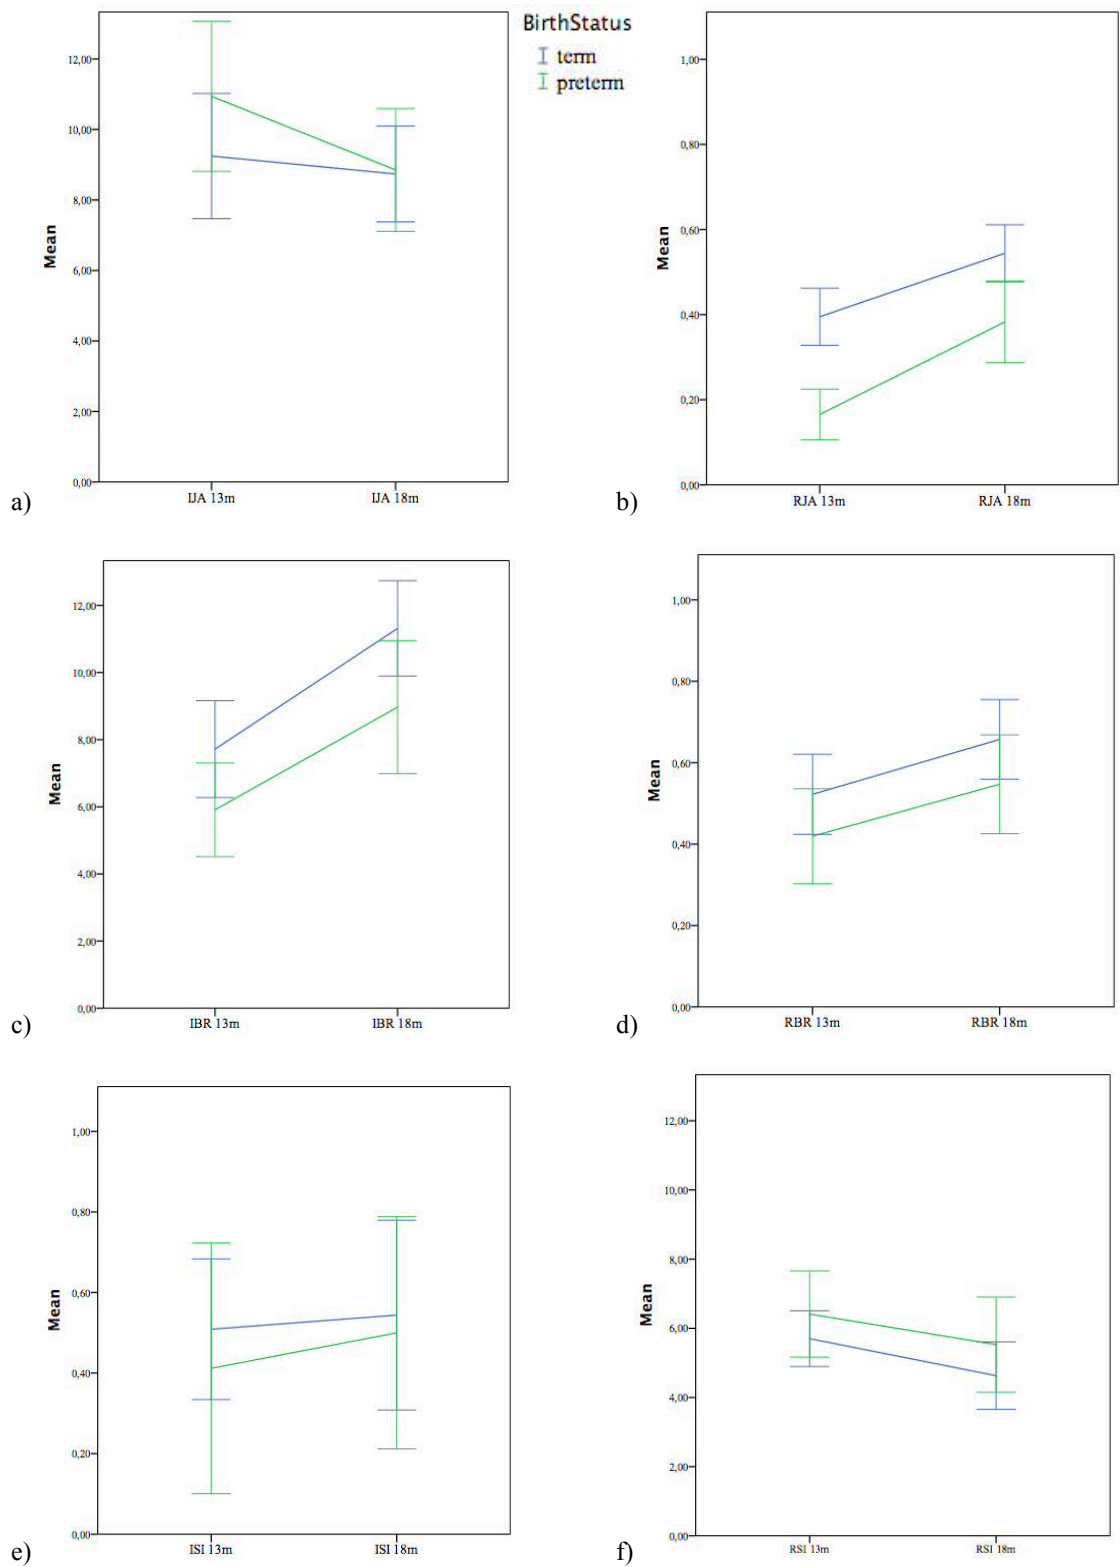 BirthStatus
term
preterm
12,00
10,00
8,00
6,00
4,00
2,00
0,00
Mean
IJA 13m
IJA 18m
a)
1,00
0,80
0,60
0,40
0,20
0,00
Mean
RJA 13m
RJA 18m
b)
12,00
10,00
8,00
6,00
4,00
2,00
0,00
Mean
IBR 13m
IBR 18m
c)
1,00
0,80
0,60
0,40
0,20
0,00
Mean
RBR 13m
RBR 18m
d)
1,00
0,80
0,60
0,40
0,20
0,00
Mean
ISI 13m
ISI 18m
e)
12,00
10,00
8,00
6,00
4,00
2,00
0,00
Mean
RSI 13m
RSI 18m
f)